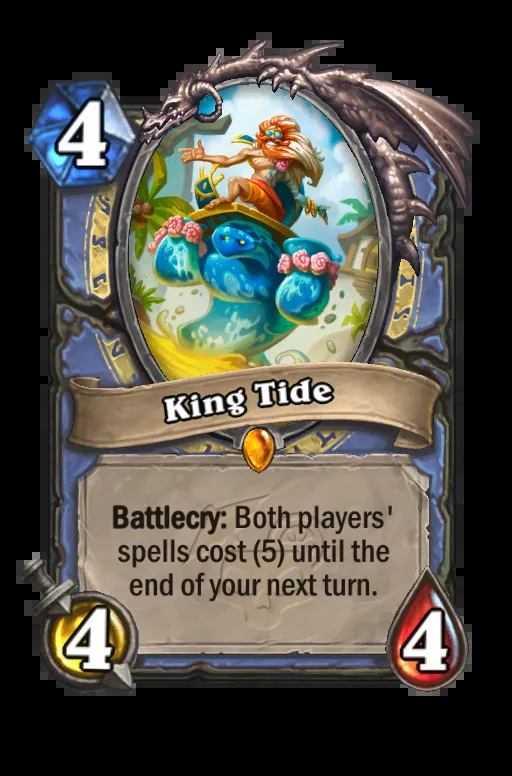 4
King Tide
Battlecry: Both players'
spells cost (5) until the
end of your next turn.
4
4